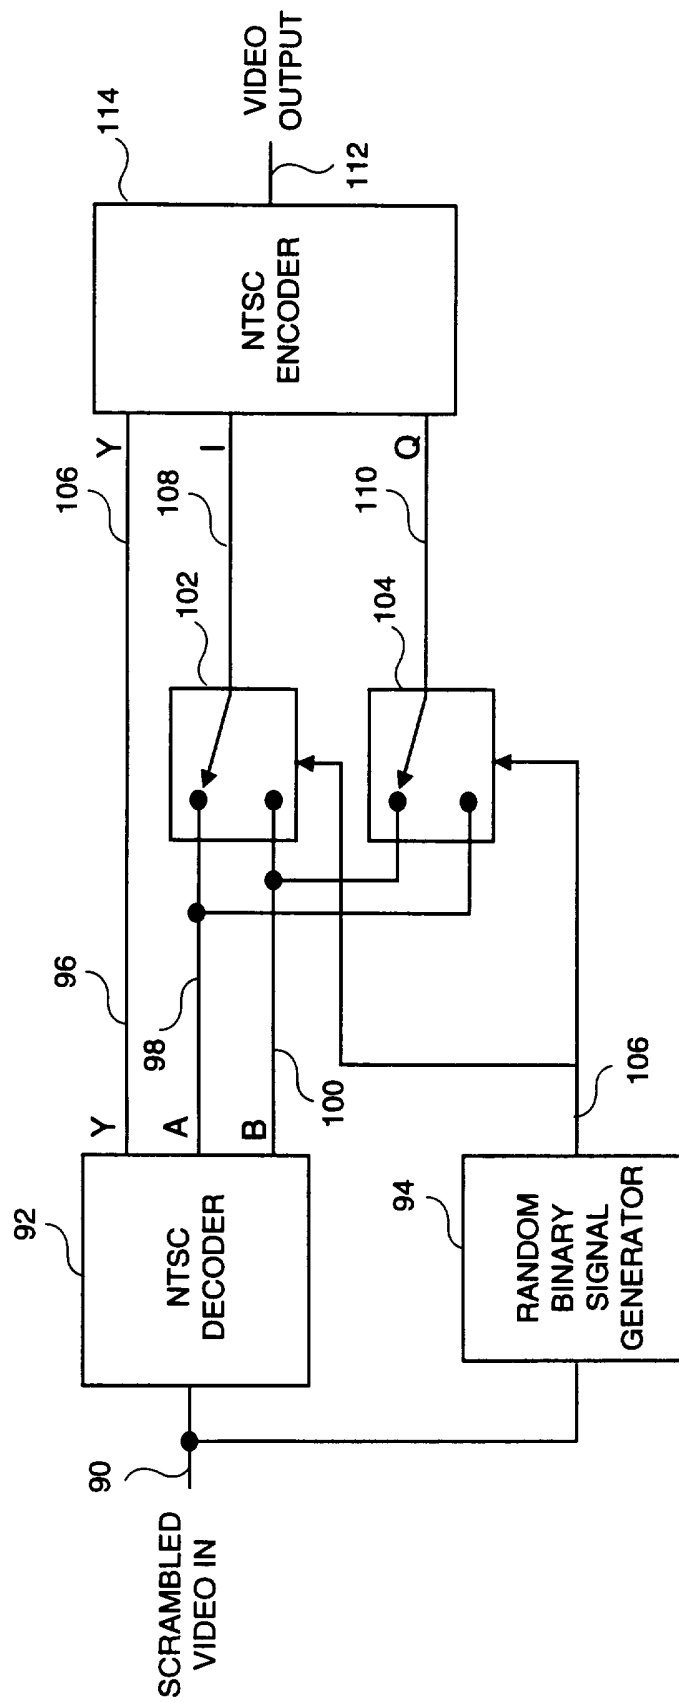 SCRAMBLED
VIDEO IN
90
92
NTSC
DECODER
Y
A
B
96
98
100
94
RANDOM
BINARY
SIGNAL
GENERATOR
106
102
104
106
108
110
Y
I
Q
NTSC
ENCODER
114
112
VIDEO
OUTPUT